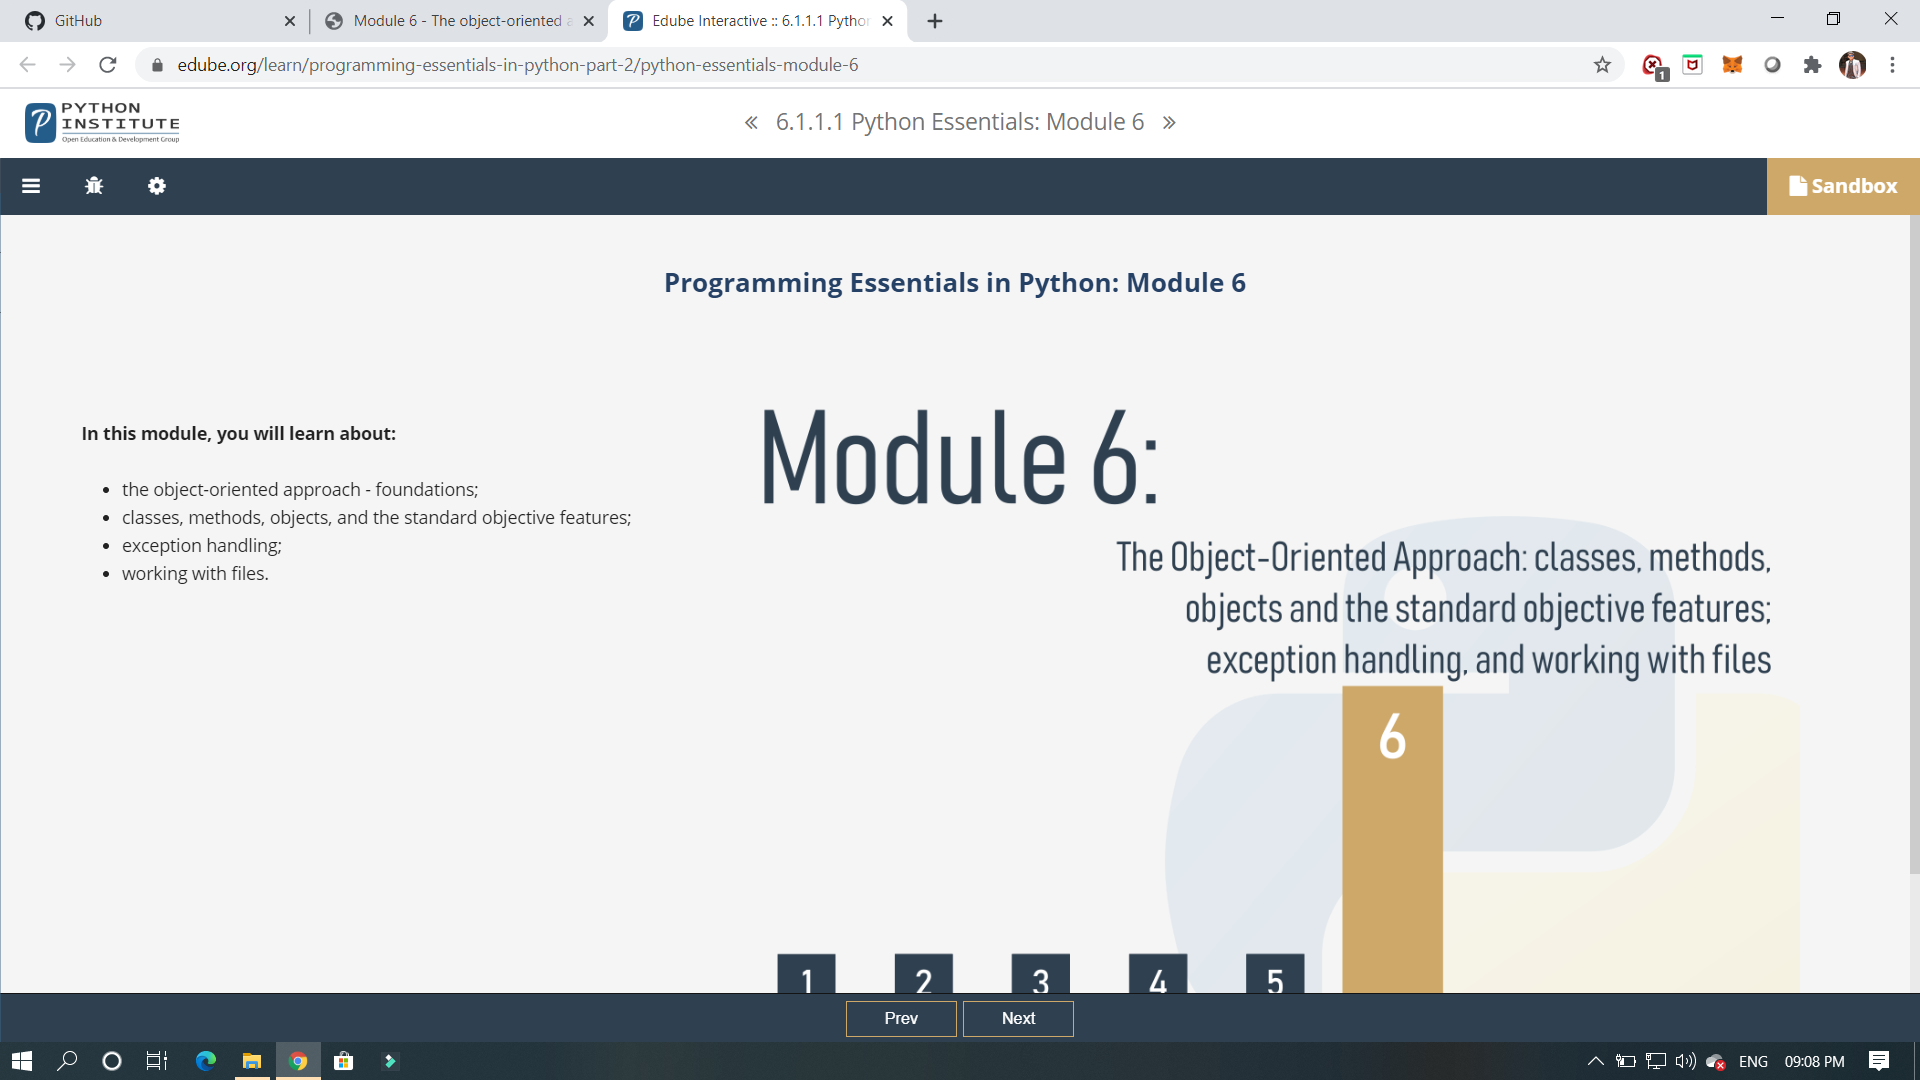 GitHub
Module 6 - The object-oriented a
Edube Interactive :: 6.1.1.1 Pytho
edube.org/learn/programming-essentials-in-python-part-2/python-essentials-module-6
1
PYTHON
INSTITUTE
Open Education & Development Group
« 6.1.1.1 Python Essentials: Module 6 »
Sandbox
Programming Essentials in Python: Module 6
In this module, you will learn about:
• the object-oriented approach - foundations;
• classes, methods, objects, and the standard objective features;
• exception handling;
• working with files.
Module 6:
The Object-Oriented Approach: classes, methods,
objects and the standard objective features;
exception handling, and working with files
6
1 2 3 4 5
Prev Next
ENG 09:08 PM